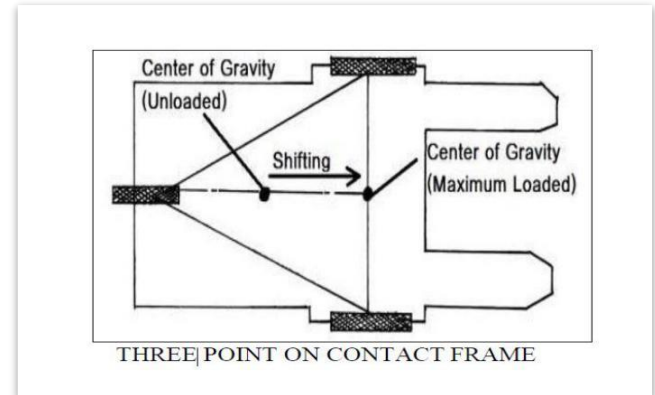 Center of Gravity
(Unloaded)
Shifting
Center of Gravity
(Maximum Loaded)
THREE POINT ON CONTACT FRAME